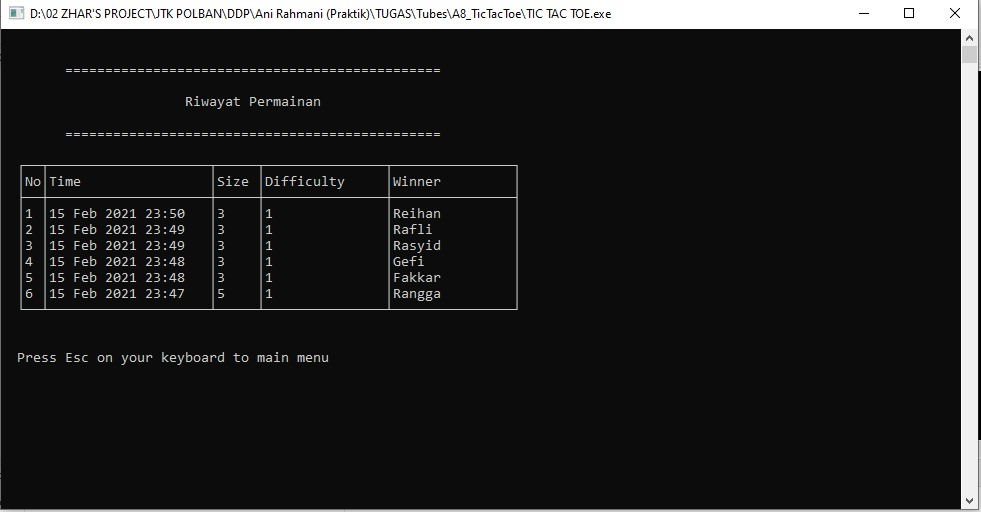 D:\02 ZHAR'S PROJECT\JTK POLBAN\DDP\Ani Rahmani (Praktik)\TUGAS\Tubes\A8_TicTacToe\TIC TAC TOE.exe
===============================================
Riwayat Permainan
===============================================
No Time Size Difficulty Winner
1 15 Feb 2021 23:50 3 1 Reihan
2 15 Feb 2021 23:49 3 1 Rafli
3 15 Feb 2021 23:49 3 1 Rasyid
4 15 Feb 2021 23:48 3 1 Gefi
5 15 Feb 2021 23:48 3 1 Fakkar
6 15 Feb 2021 23:47 5 1 Rangga
Press Esc on your keyboard to main menu